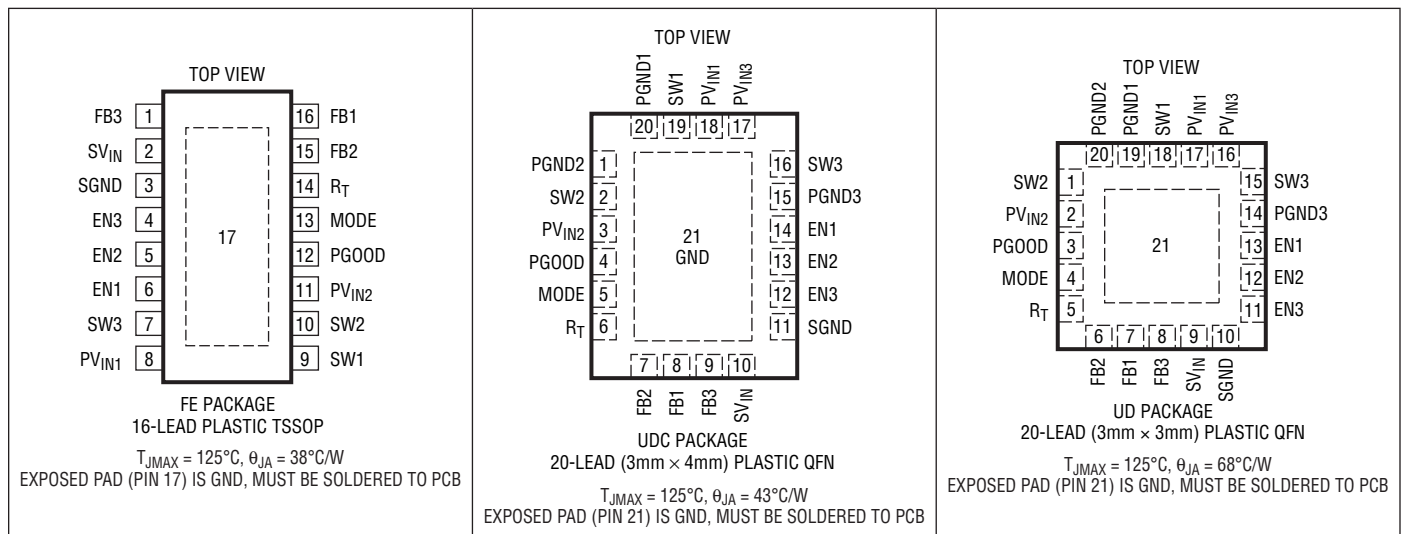 TOP VIEW
FB3 1
SVIN 2
SGND 3
EN3 4
EN2 5
EN1 6
SW3 7
PVIN1 8
17
16 FB1
15 FB2
14 RT
13 MODE
12 PGOOD
11 PVIN2
10 SW2
9 SW1
FE PACKAGE
16-LEAD PLASTIC TSSOP
TJMAX = 125°C, θJA = 38°C/W
EXPOSED PAD (PIN 17) IS GND, MUST BE SOLDERED TO PCB
TOP VIEW
PGND1 SW1 PVIN1 PVIN3
20 19 18 17
PGND2 1
SW2 2
PVIN2 3
PGOOD 4
MODE 5
RT 6
21
GND
16 SW3
15 PGND3
14 EN1
13 EN2
12 EN3
11 SGND
7 8 9 10
FB2 FB1 FB3 SVIN
UDC PACKAGE
20-LEAD (3mm × 4mm) PLASTIC QFN
TJMAX = 125°C, θJA = 43°C/W
EXPOSED PAD (PIN 21) IS GND, MUST BE SOLDERED TO PCB
TOP VIEW
PGND2 PGND1 SW1 PVIN1 PVIN3
20 19 18 17 16
SW2 1
PVIN2 2
PGOOD 3
MODE 4
RT 5
21
15 SW3
14 PGND3
13 EN1
12 EN2
11 EN3
6 7 8 9 10
FB2 FB1 FB3 SVIN SGND
UD PACKAGE
20-LEAD (3mm × 3mm) PLASTIC QFN
TJMAX = 125°C, θJA = 68°C/W
EXPOSED PAD (PIN 21) IS GND, MUST BE SOLDERED TO PCB